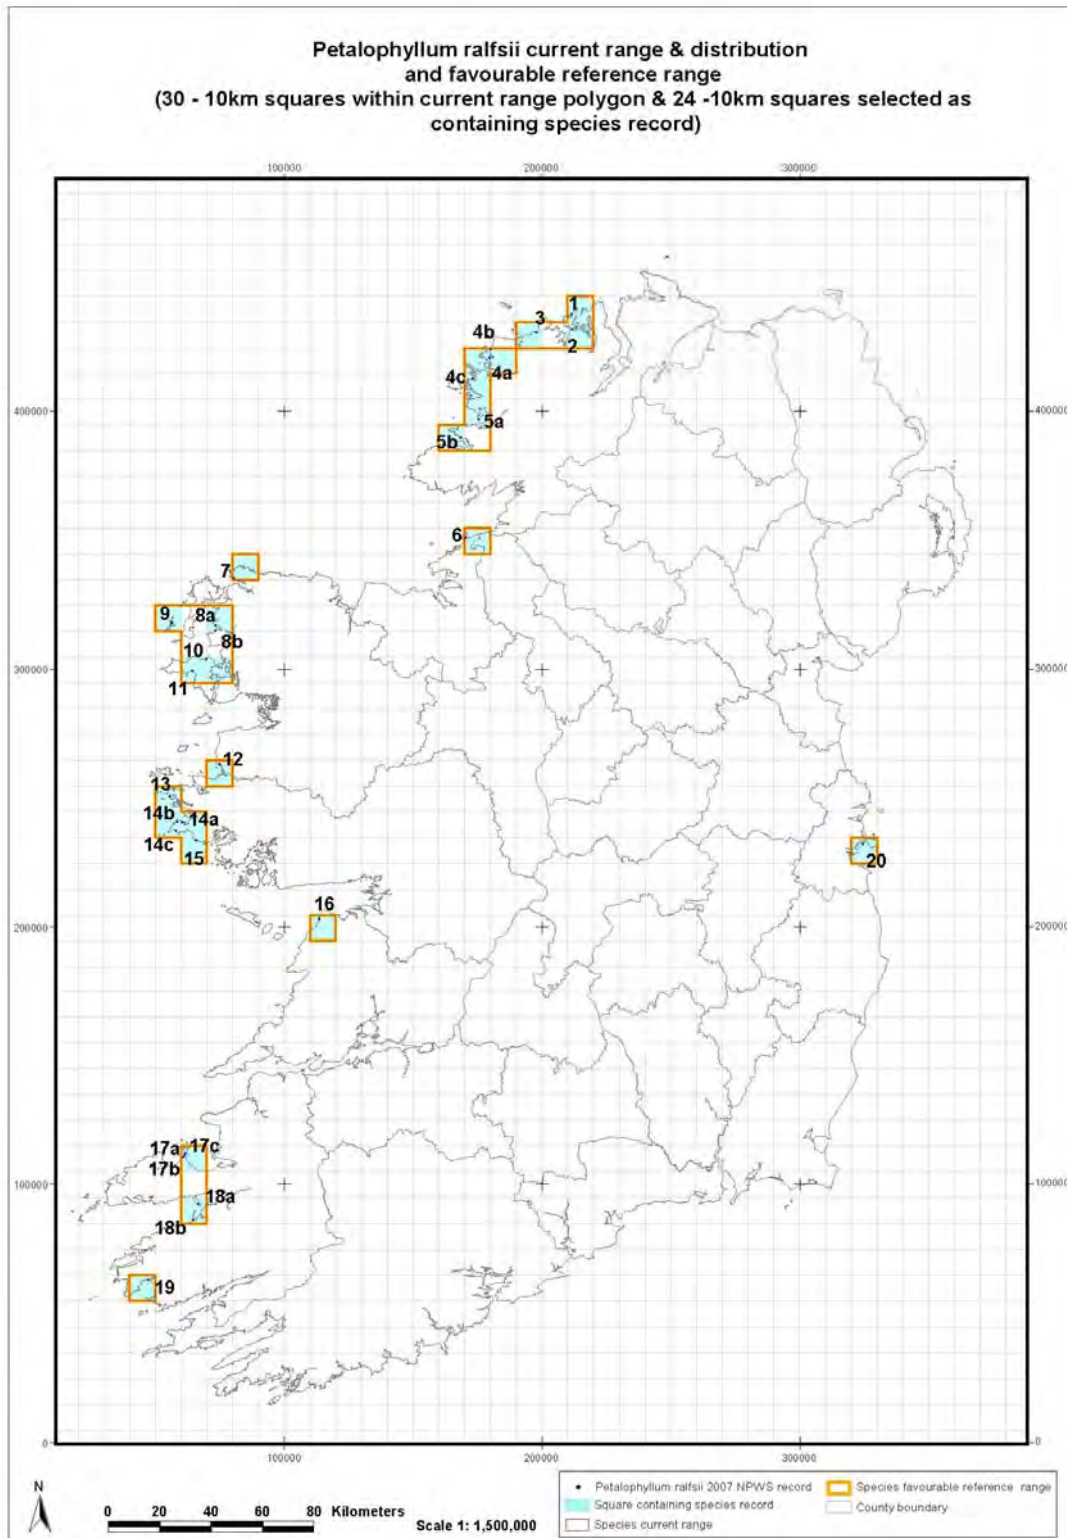 Petalophyllum ralfsii current range & distribution
and favourable reference range
(30 - 10km squares within current range polygon & 24 -10km squares selected as
containing species record)
100000 200000 300000
1
3
4b
2
4c 4a
400000 400000
5a
5b
6
7
9 8a
8b
10
300000 300000
11
12
13
14b 14a
14c
15
20
16
200000 200000
17a 17c
17b
100000 100000
18a
18b
19
0 0
100000 200000 300000
N
0 20 40 60 80 Kilometers
Scale 1: 1,500,000
Petalophyllum ralfsii 2007 NPWS record
Species favourable reference range
Square containing species record
County boundary
Species current range